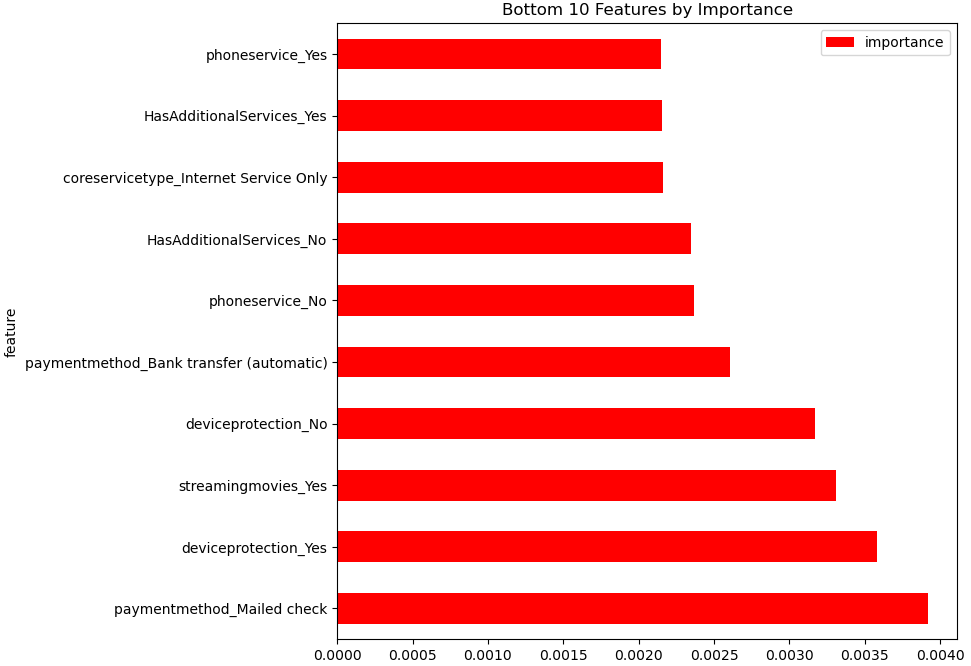 Bottom 10 Features by Importance
importance
phoneservice_Yes
HasAdditionalServices_Yes
coreservicetype_Internet Service Only
HasAdditionalServices_No
phoneservice_No
feature
paymentmethod_Bank transfer (automatic)
deviceprotection_No
streamingmovies_Yes
deviceprotection_Yes
paymentmethod_Mailed check
0.0000 0.0005 0.0010 0.0015 0.0020 0.0025 0.0030 0.0035 0.0040